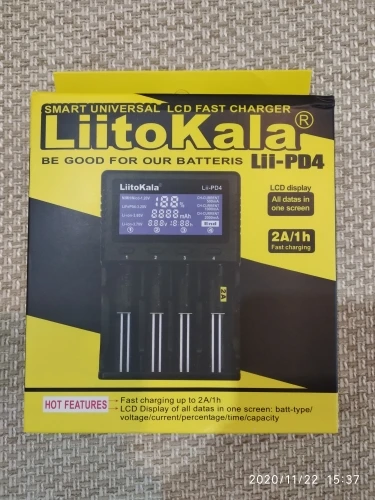 SMART UNIVERSAL LCD FAST CHARGER
LiitoKala®
BE GOOD FOR OUR BATTERIS Lii-PD4
LiitoKala Lii-PD4
188%
8888mAh
LCD display
All datas in
one screen
2A/1h
Fast charging
1 2 3 4
2A
HOT FEATURES
Fast charging up to 2A/1h
LCD Display of all datas in one screen: batt-type/
voltage/current/percentage/time/capacity
2020/11/22 15:37